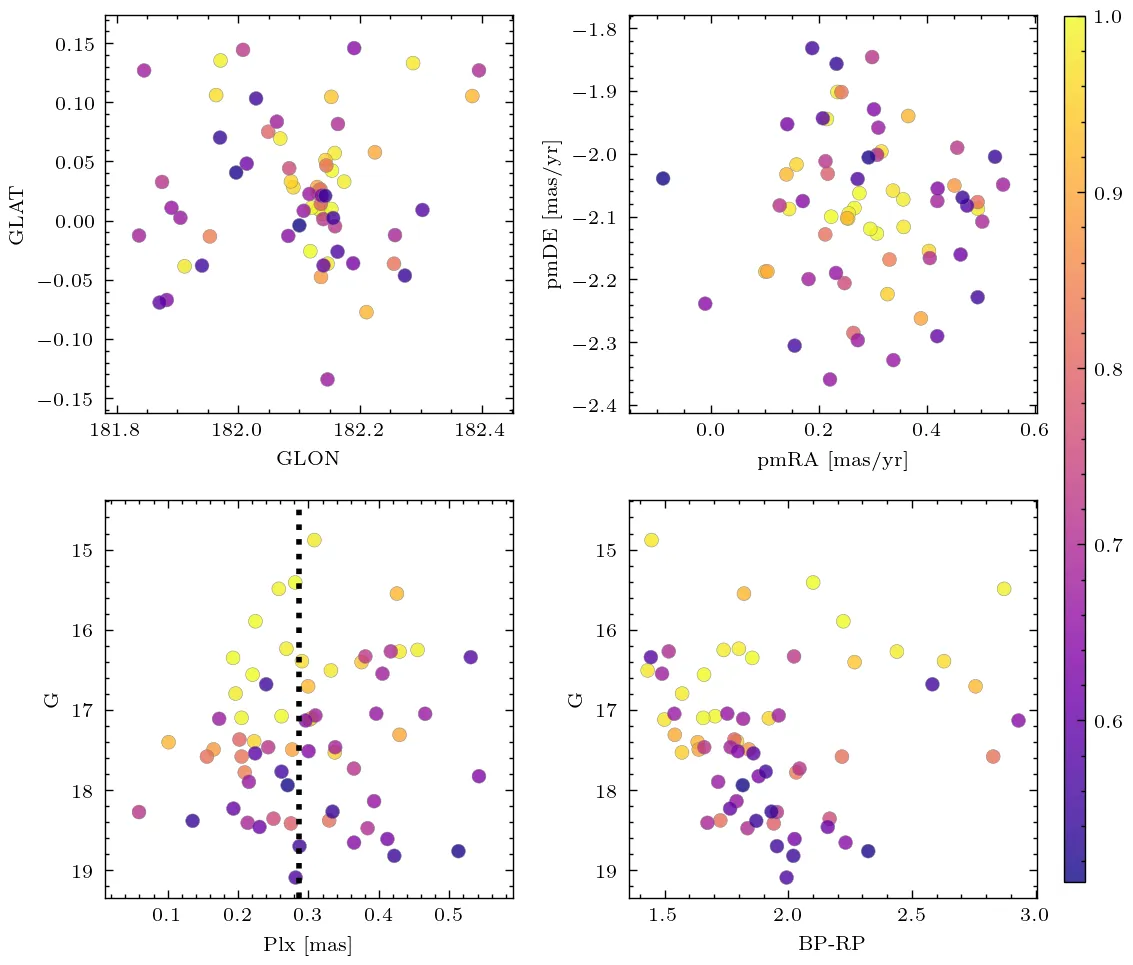 0.15
0.10
0.05
0.00
−0.05
−0.10
−0.15
GLAT
181.8 182.0 182.2 182.4
GLON
−1.8
−1.9
−2.0
−2.1
−2.2
−2.3
−2.4
pmDE [mas/yr]
0.0 0.2 0.4 0.6
pmRA [mas/yr]
1.0
0.9
0.8
0.7
0.6
15
16
17
18
19
G
0.1 0.2 0.3 0.4 0.5
Plx [mas]
15
16
17
18
19
G
1.5 2.0 2.5 3.0
BP-RP